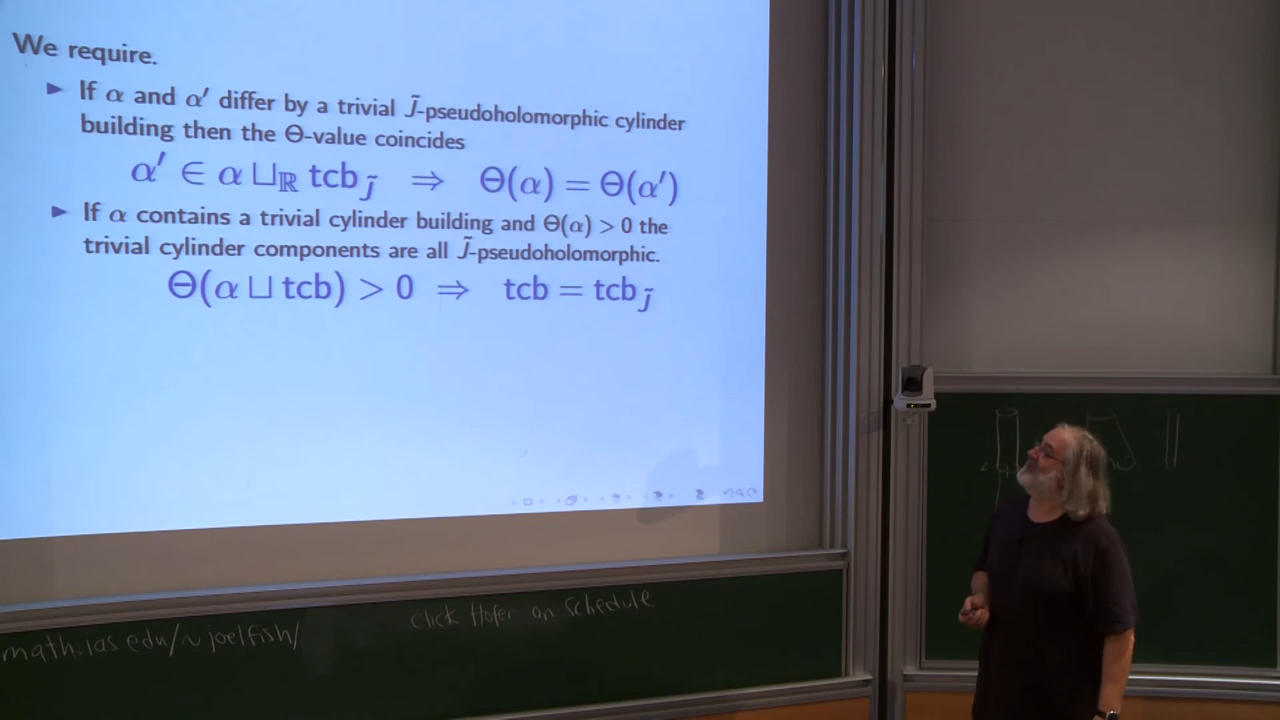 We require.
► If α and α′ differ by a trivial J̃-pseudoholomorphic cylinder
building then the Θ-value coincides
α′ ∈ α ⊔ℝ tcb_J̃ ⇒ Θ(α) = Θ(α′)
► If α contains a trivial cylinder building and Θ(α) > 0 the
trivial cylinder components are all J̃-pseudoholomorphic.
Θ(α ⊔ tcb) > 0 ⇒ tcb = tcb_J̃
click Hofer on Schedule
math.ias.edu/~joelfish/